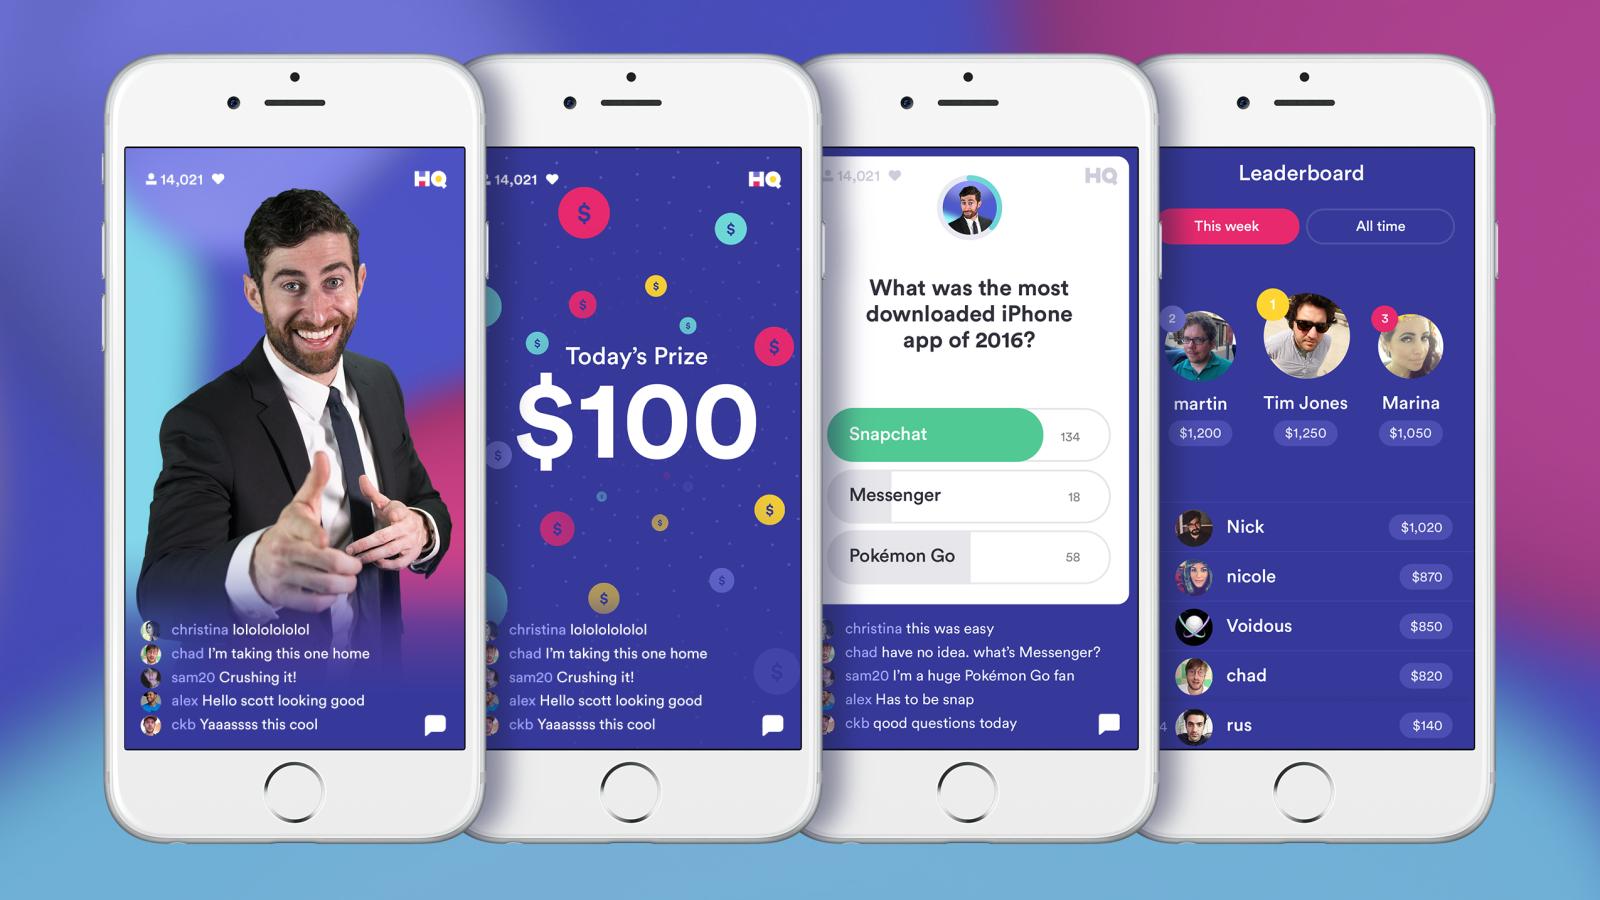 14,021
HQ
christina lolololololol
chad I'm taking this one home
sam20 Crushing it!
alex Hello scott looking good
ckb Yaaassss this cool
14,021
HQ
$
$
$
$
$
$
$
Today's Prize
$100
$
$
$
$
$
$
$
$
christina lolololololol
chad I'm taking this one home
sam20 Crushing it!
alex Hello scott looking good
ckb Yaaassss this cool
14,021
HQ
What was the most
downloaded iPhone
app of 2016?
Snapchat 134
Messenger 18
Pokémon Go 58
christina this was easy
chad have no idea. what's Messenger?
sam20 I'm a huge Pokémon Go fan
alex Has to be snap
ckb good questions today
Leaderboard
This week All time
2 1 3
martin Tim Jones Marina
$1,200 $1,250 $1,050
Nick $1,020
nicole $870
Voidous $850
chad $820
4 rus $140